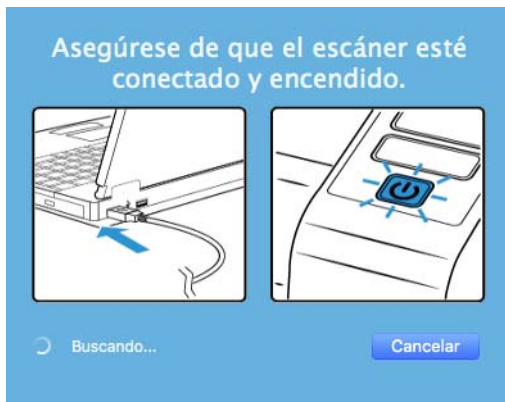 Asegúrese de que el escáner esté
conectado y encendido.
Buscando...
Cancelar